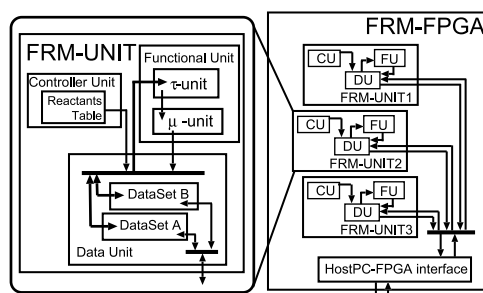 FRM-UNIT
Functional Unit
Controller Unit
τ-unit
Reactants
Table
μ -unit
DataSet B
DataSet A
Data Unit
FRM-FPGA
CU
FU
DU
FRM-UNIT1
CU
FU
DU
FRM-UNIT2
CU
FU
DU
FRM-UNIT3
HostPC-FPGA interface